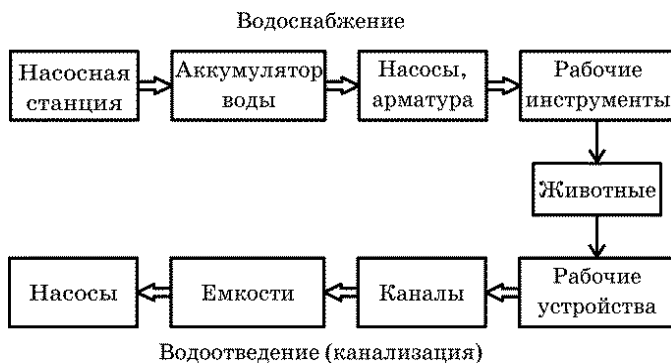 Водоснабжение
Насосная
станция
Аккумулятор
воды
Насосы,
арматура
Рабочие
инструменты
Животные
Насосы
Емкости
Каналы
Рабочие
устройства
Водоотведение (канализация)